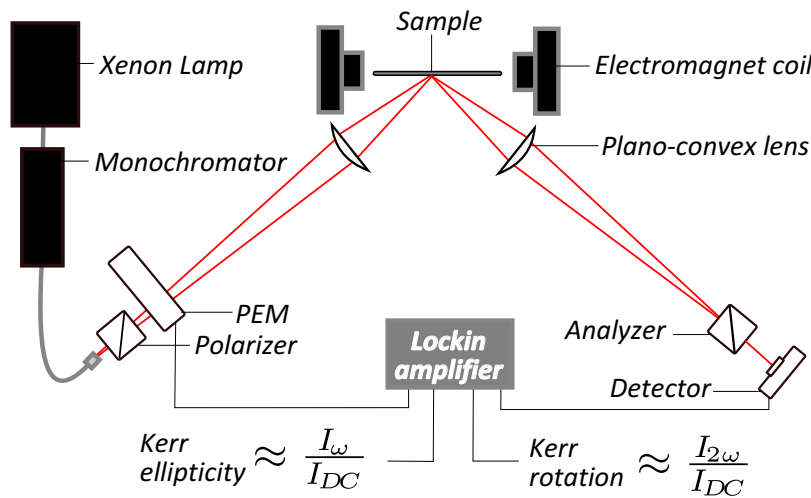 Sample
Xenon Lamp
Electromagnet coil
Monochromator
Plano-convex lens
PEM
Polarizer
Lockin
amplifier
Analyzer
Detector
Kerr
ellipticity ≈ I_ω / I_DC
Kerr
rotation ≈ I_2ω / I_DC